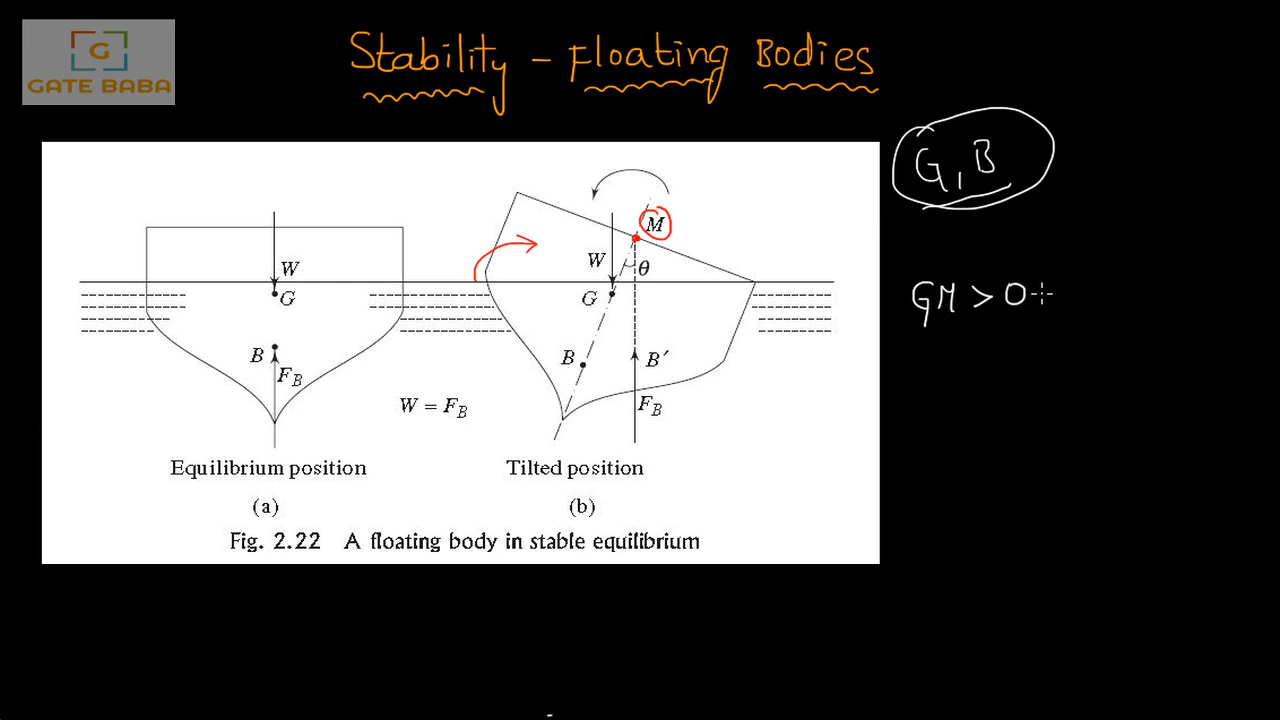 G
GATE BABA
Stability - Floating Bodies
G, B
GM > 0
W
G
B
F_B
W = F_B
M
W
θ
G
B
B′
F_B
Equilibrium position
(a)
Tilted position
(b)
Fig. 2.22 A floating body in stable equilibrium